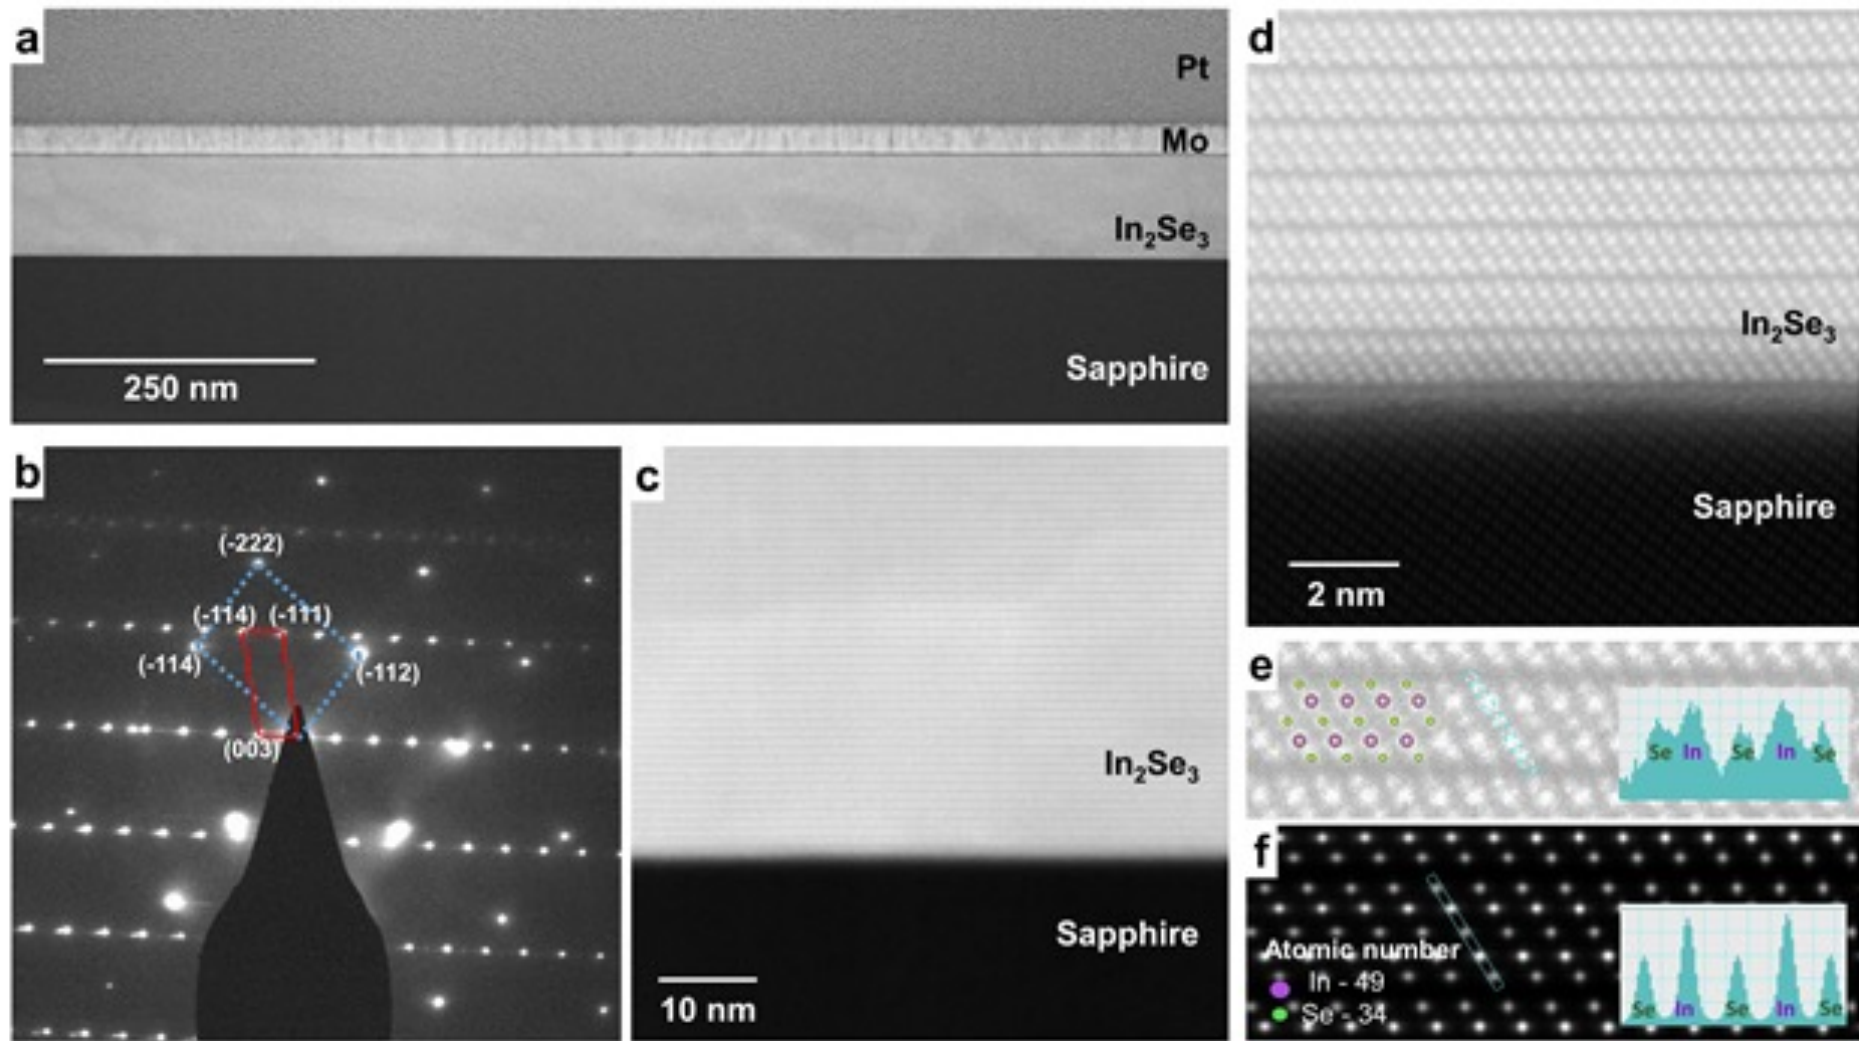 a
Pt
Mo
In₂Se₃
250 nm
Sapphire
b
(-222)
(-114) (-111)
(-114)
(-112)
(003)
c
In₂Se₃
Sapphire
10 nm
d
In₂Se₃
Sapphire
2 nm
e
Se In Se In Se
f
Atomic number
In - 49
Se - 34
Se In Se In Se